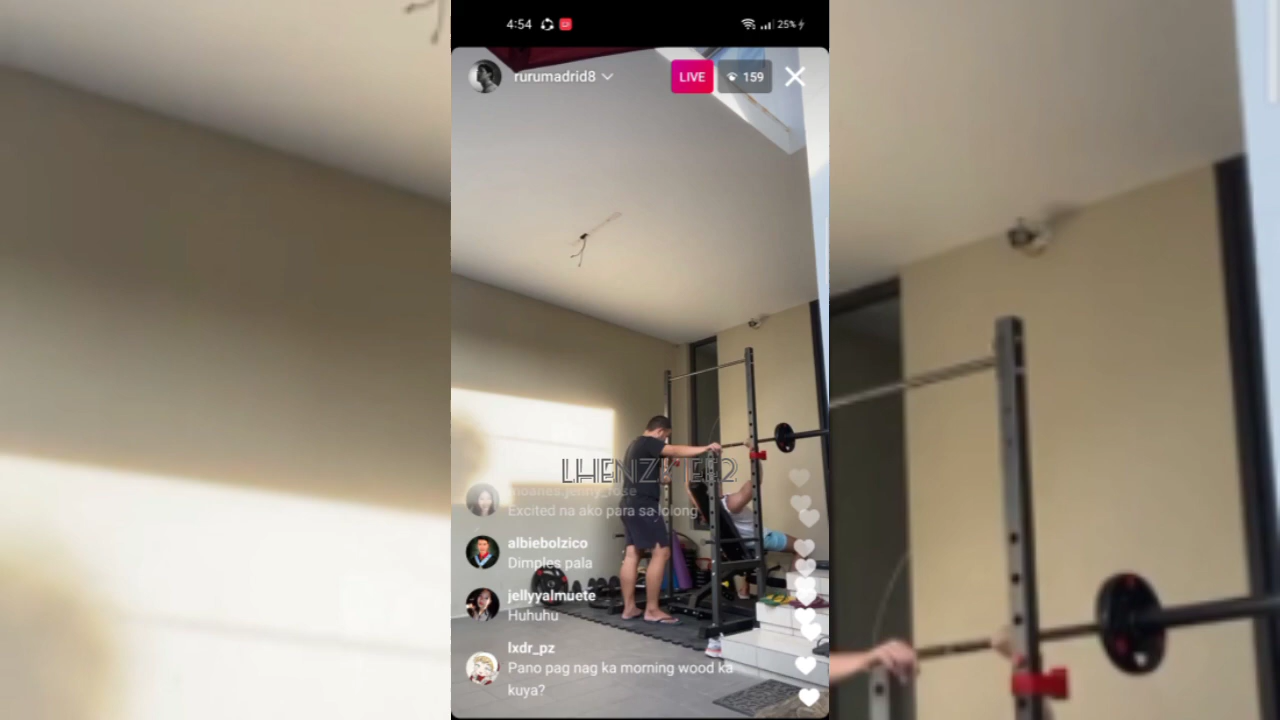 4:54
25%
rurumadrid8
LIVE
159
Excited na ako para sa lolong
albiebolzico
Dimples pala
jellyyalmuete
Huhuhu
lxdr_pz
Pano pag nag ka morning wood ka
kuya?